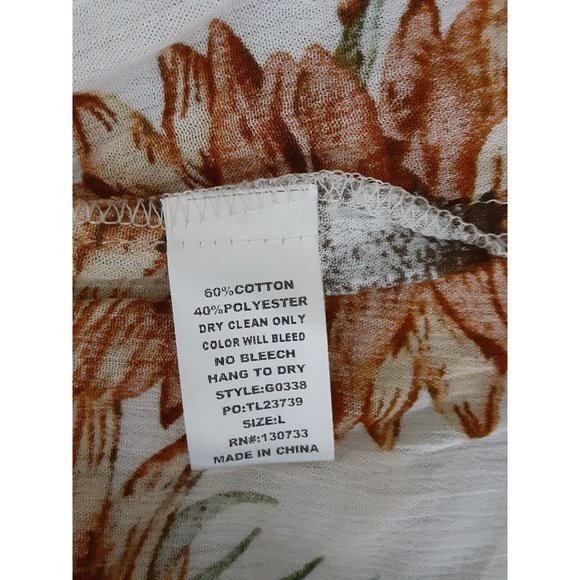 60%COTTON
40%POLYESTER
DRY CLEAN ONLY
COLOR WILL BLEED
NO BLEECH
HANG TO DRY
STYLE:G0338
PO:TL23739
SIZE:L
RN#:130733
MADE IN CHINA